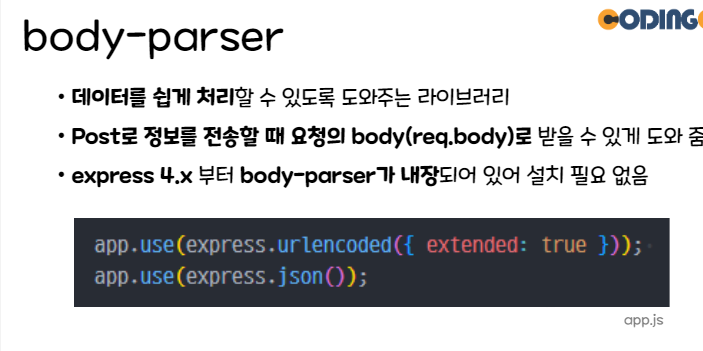 CODING
body-parser
• 데이터를 쉽게 처리할 수 있도록 도와주는 라이브러리
• Post로 정보를 전송할 때 요청의 body(req.body)로 받을 수 있게 도와 줌
• express 4.x 부터 body-parser가 내장되어 있어 설치 필요 없음
app.use(express.urlencoded({ extended: true }));
app.use(express.json());
app.js